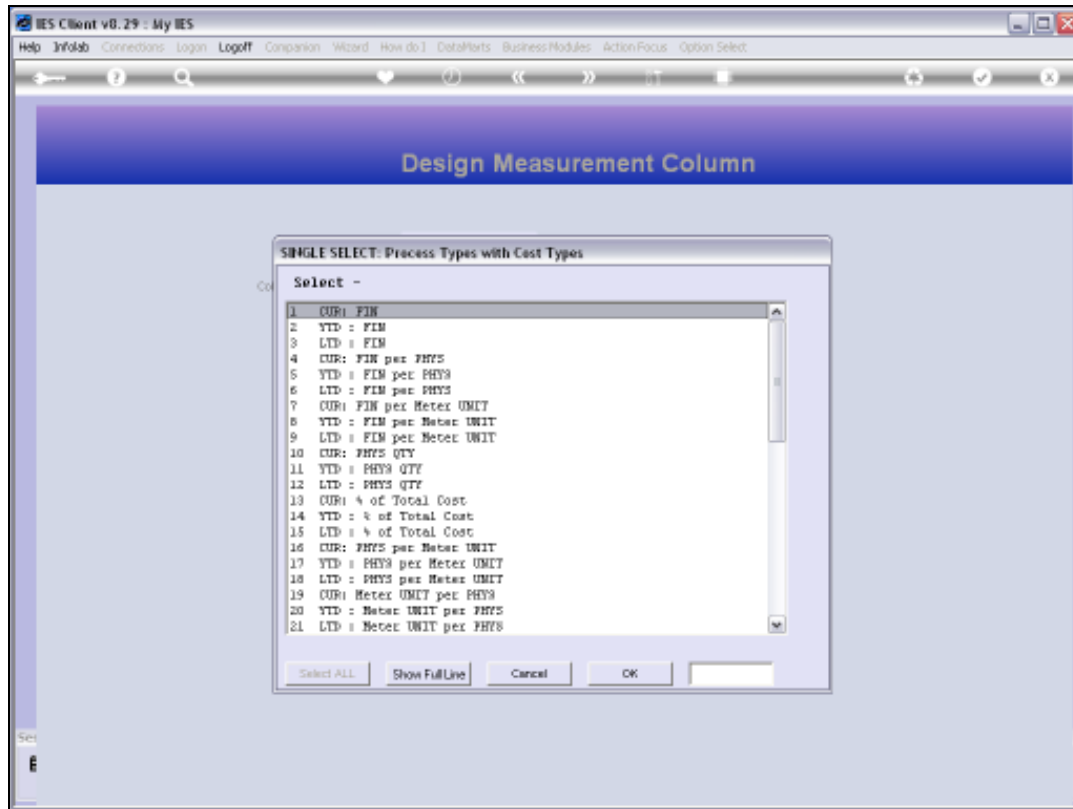 IES Client v8.29 : My IES
Help Infolab Connections Logon Logoff Companion Wizard How do I DataMarts Business Modules Action Focus Option Select
Design Measurement Column
SINGLE SELECT: Process Types with Cost Types
Select -
1 CUR: FIN
2 YTD : FIN
3 LTD : FIN
4 CUR: FIN per PHYS
5 YTD : FIN per PHYS
6 LTD : FIN per PHYS
7 CUR: FIN per Meter UNIT
8 YTD : FIN per Meter UNIT
9 LTD : FIN per Meter UNIT
10 CUR: PHYS QTY
11 YTD : PHYS QTY
12 LTD : PHYS QTY
13 CUR: % of Total Cost
14 YTD : % of Total Cost
15 LTD : % of Total Cost
16 CUR: PHYS per Meter UNIT
17 YTD : PHYS per Meter UNIT
18 LTD : PHYS per Meter UNIT
19 CUR: Meter UNIT per PHYS
20 YTD : Meter UNIT per PHYS
21 LTD : Meter UNIT per PHYS
Select ALL Show Full Line Cancel OK